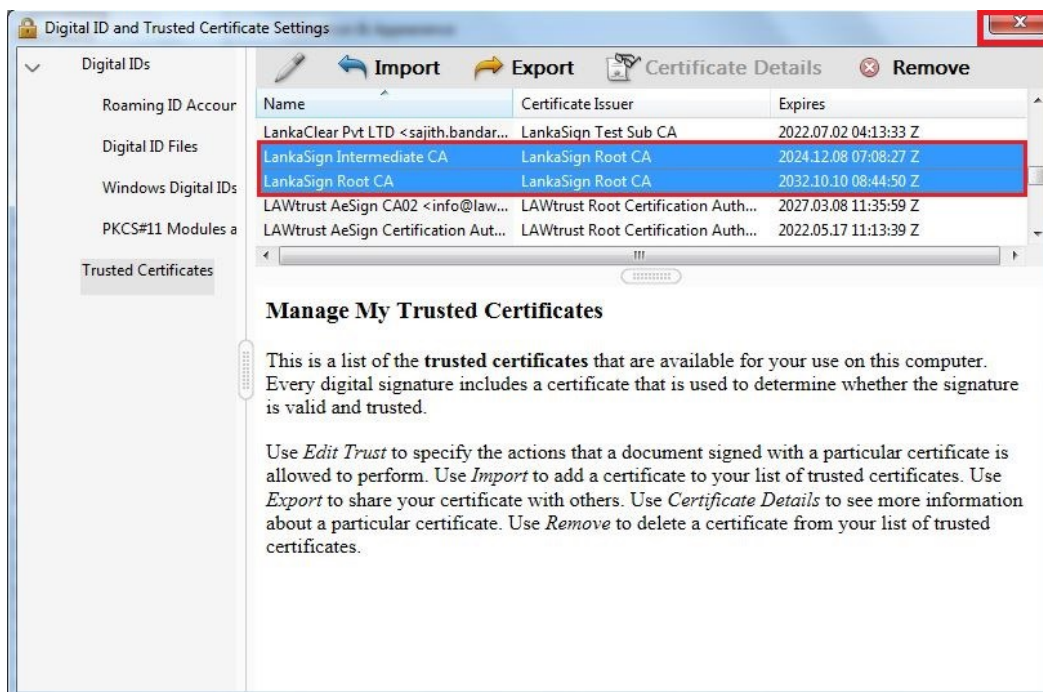 Digital ID and Trusted Certificate Settings
x
Digital IDs
Roaming ID Accour
Digital ID Files
Windows Digital IDs
PKCS#11 Modules a
Trusted Certificates
Import Export Certificate Details Remove
Name Certificate Issuer Expires
LankaClear Pvt LTD <sajith.bandar... LankaSign Test Sub CA 2022.07.02 04:13:33 Z
LankaSign Intermediate CA LankaSign Root CA 2024.12.08 07:08:27 Z
LankaSign Root CA LankaSign Root CA 2032.10.10 08:44:50 Z
LAWtrust AeSign CA02 <info@law... LAWtrust Root Certification Auth... 2027.03.08 11:35:59 Z
LAWtrust AeSign Certification Aut... LAWtrust Root Certification Auth... 2022.05.17 11:13:39 Z
Manage My Trusted Certificates
This is a list of the trusted certificates that are available for your use on this computer.
Every digital signature includes a certificate that is used to determine whether the signature
is valid and trusted.
Use Edit Trust to specify the actions that a document signed with a particular certificate is
allowed to perform. Use Import to add a certificate to your list of trusted certificates. Use
Export to share your certificate with others. Use Certificate Details to see more information
about a particular certificate. Use Remove to delete a certificate from your list of trusted
certificates.